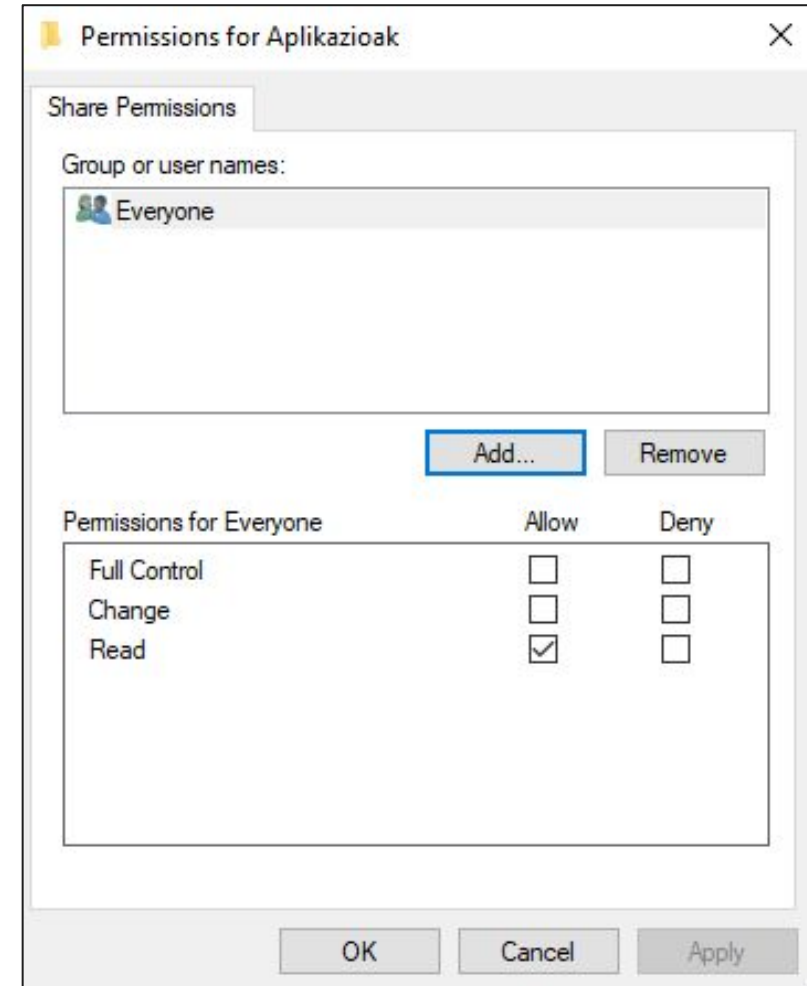 Permissions for Aplikazioak
Share Permissions
Group or user names:
Everyone
Add...
Remove
Permissions for Everyone
Allow
Deny
Full Control
Change
Read
OK
Cancel
Apply